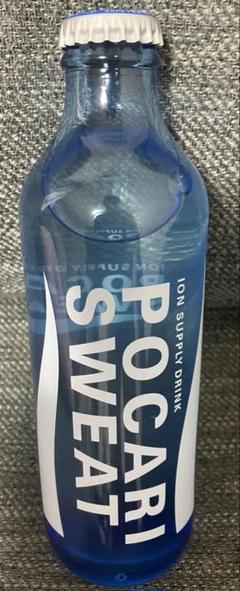 ION SUPPLY DRINK
POCARI
SWEAT